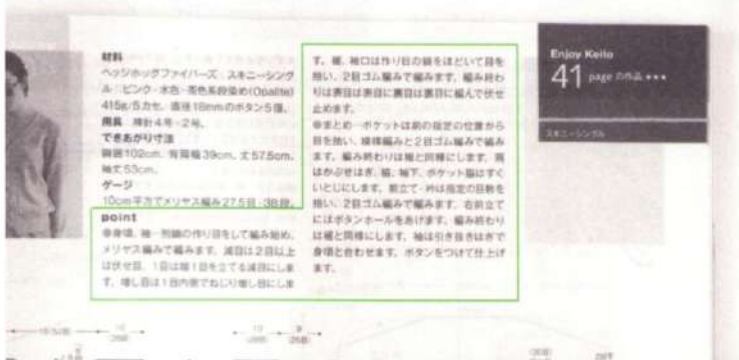 材料
ヘッジホッグファイバーズ スキニーシング
ル ピンク・水色・茶色系段染め(Opalite)
415g/5カセ。直径18mmのボタン5個。
用具 棒針4号・2号。
できあがり寸法
胸囲102cm、背肩幅39cm、丈57.5cm、
袖丈53cm。
ゲージ
10cm平方でメリヤス編み27.5目・38段。
point
●身頃、袖…別鎖の作り目をして編み始め、
メリヤス編みで編みます。減目は2目以上
は伏せ目、1目は端1目を立てる減目にしま
す。増し目は1目内側でねじり増し目にしま
す。裾、袖口は作り目の鎖をほどいて目を
拾い、2目ゴム編みで編みます。編み終わ
りは表目は表目に裏目は裏目に編んで伏せ
止めます。
●まとめ…ポケットは前の指定の位置から
目を拾い、模様編みと2目ゴム編みで編み
ます。編み終わりは裾と同様にします。肩
はかぶせはぎ、脇、袖下、ポケット脇はすく
いとじにします。前立て・衿は指定の目数を
拾い、2目ゴム編みで編みます。右前立て
にはボタンホールをあけます。編み終わり
は裾と同様にします。袖は引き抜きはぎで
身頃と合わせます。ボタンをつけて仕上げ
ます。
Enjoy Keito
41 page の作品 ●●●
スキニーシングル